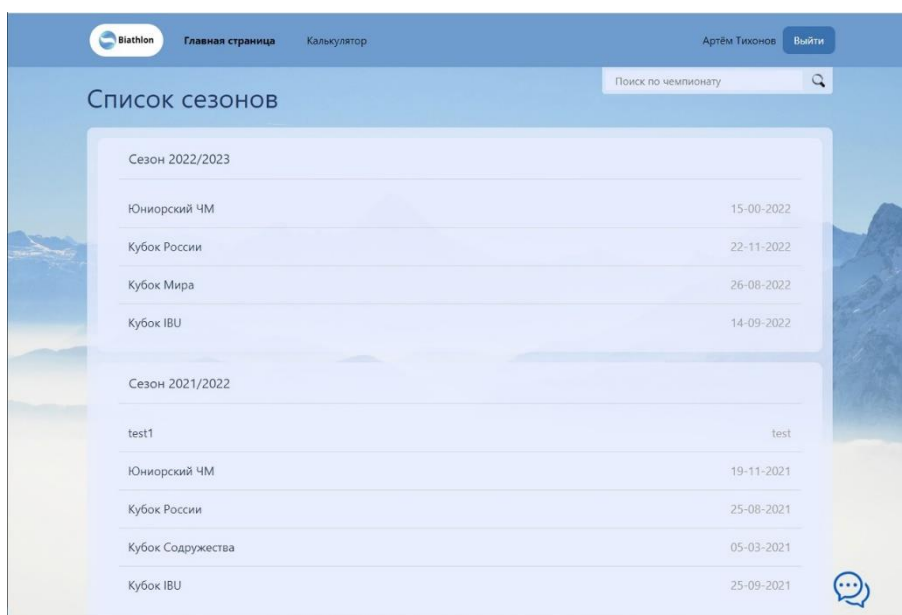 Biathlon Главная страница Калькулятор Артём Тихонов Выйти
Поиск по чемпионату
Список сезонов
Сезон 2022/2023
Юниорский ЧМ 15-00-2022
Кубок России 22-11-2022
Кубок Мира 26-08-2022
Кубок IBU 14-09-2022
Сезон 2021/2022
test1 test
Юниорский ЧМ 19-11-2021
Кубок России 25-08-2021
Кубок Содружества 05-03-2021
Кубок IBU 25-09-2021